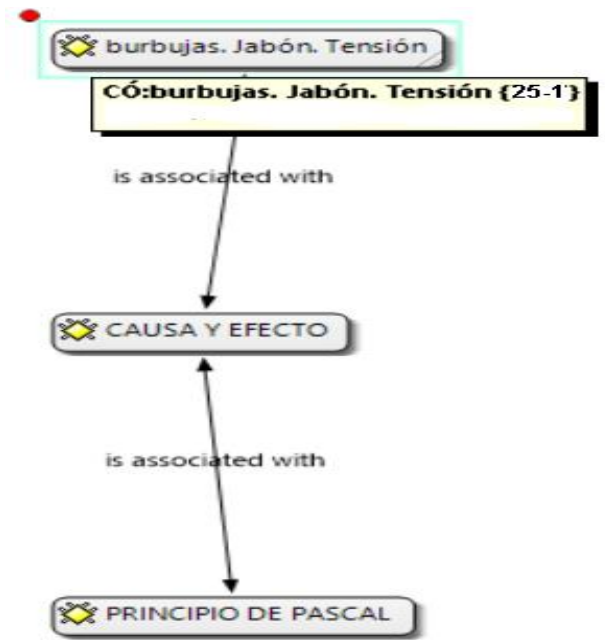 burbujas. Jabón. Tensión
CÓ:burbujas. Jabón. Tensión {25-1}
is associated with
CAUSA Y EFECTO
is associated with
PRINCIPIO DE PASCAL